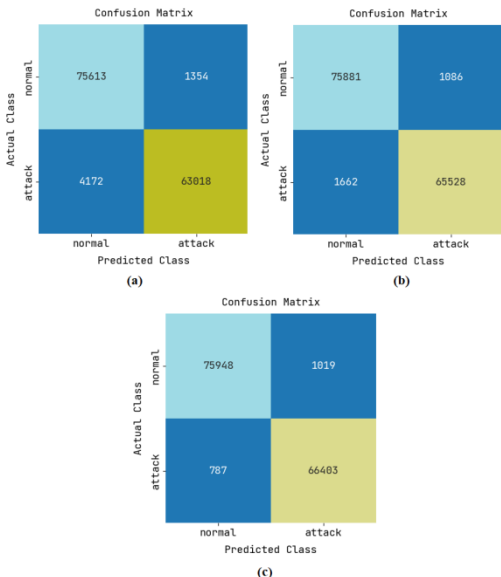 Confusion Matrix
Actual Class
normal
75613 1354
attack
4172 63018
normal attack
Predicted Class
(a)
Confusion Matrix
Actual Class
normal
75881 1086
attack
1662 65528
normal attack
Predicted Class
(b)
Confusion Matrix
Actual Class
normal
75948 1019
attack
787 66403
normal attack
Predicted Class
(c)